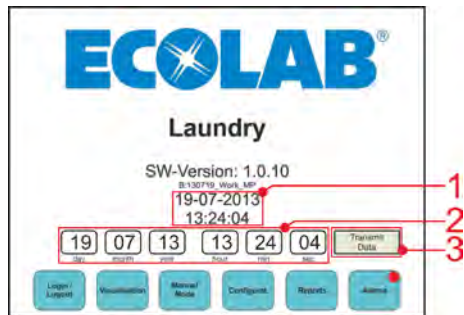 ECOLAB®
Laundry
SW-Version: 1.0.10
B:130719_Work_MP
19-07-2013
13:24:04
1
2
3
19 07 13 13 24 04
day month year hour min sec
Transmit
Data
Login / Logout
Visualisation
Manual Mode
Configurat.
Reports
Alarms